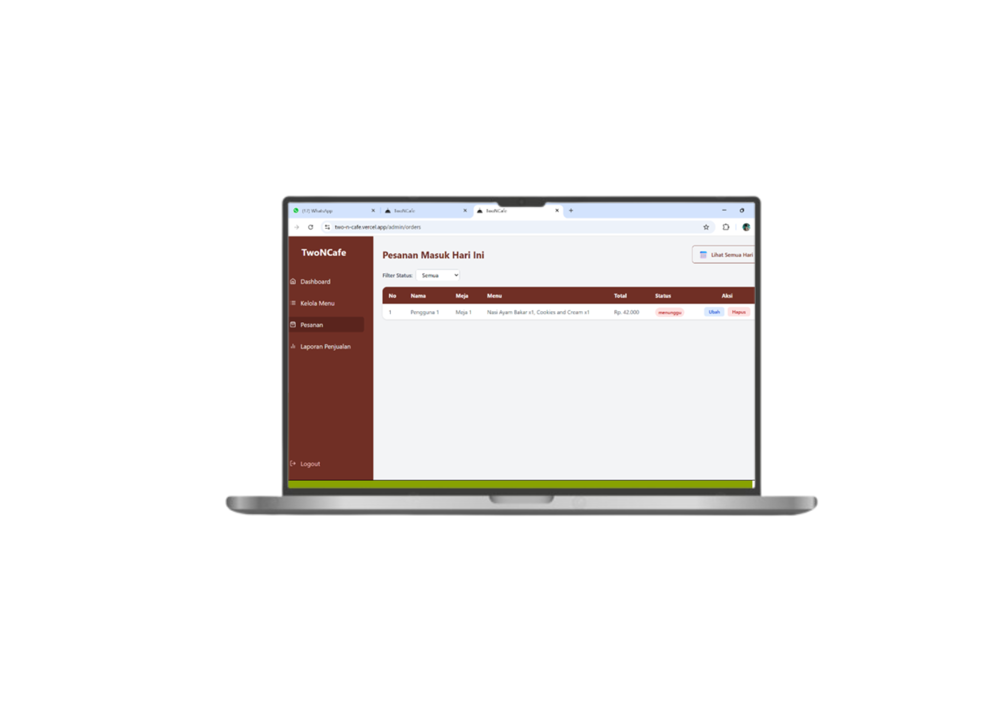 (17) WhatsApp
TwoNCafe
TwoNCafe
two-n-cafe.vercel.app/admin/orders
TwoNCafe
Dashboard
Kelola Menu
Pesanan
Laporan Penjualan
Logout
Pesanan Masuk Hari Ini
Lihat Semua Hari
Filter Status: Semua
No Nama Meja Menu Total Status Aksi
1 Pengguna 1 Meja 1 Nasi Ayam Bakar x1, Cookies and Cream x1 Rp. 42.000 menunggu Ubah Hapus